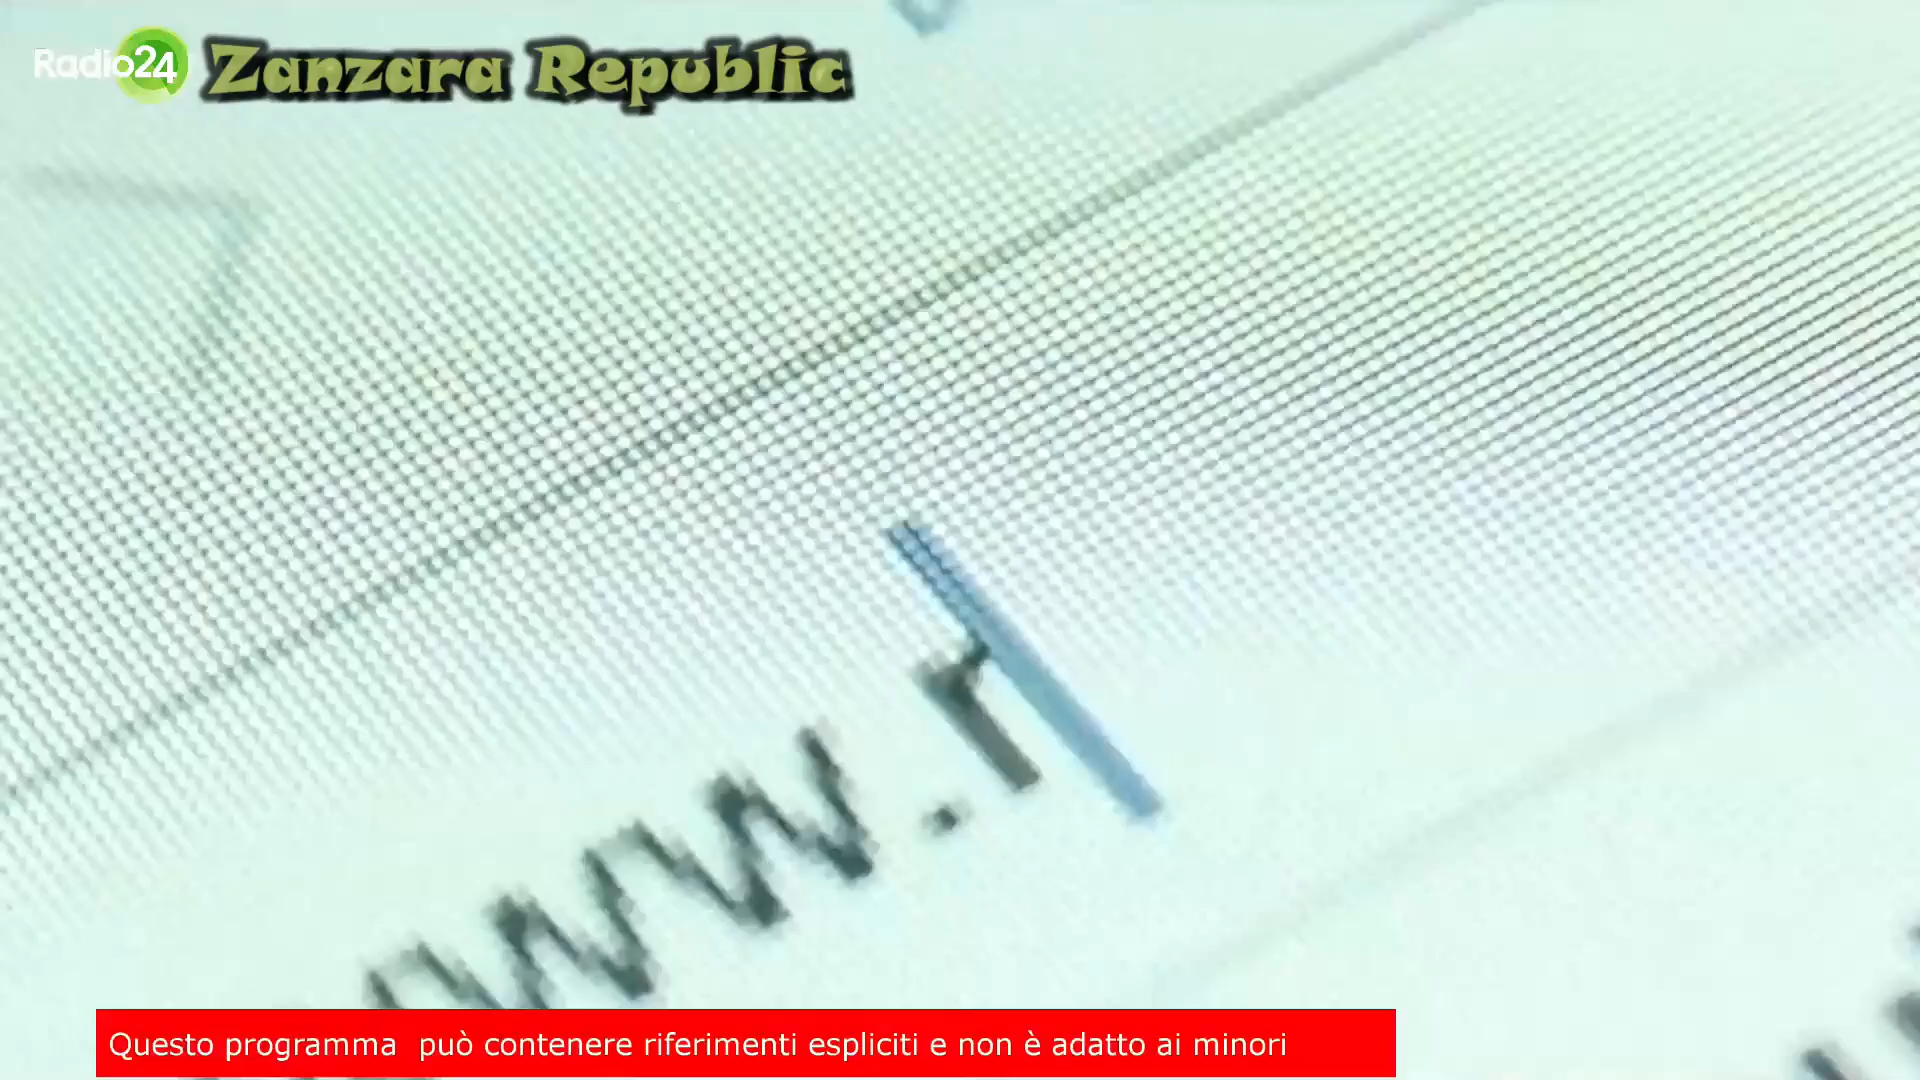 Radio24 Zanzara Republic
www.r
Questo programma  può contenere riferimenti espliciti e non è adatto ai minori